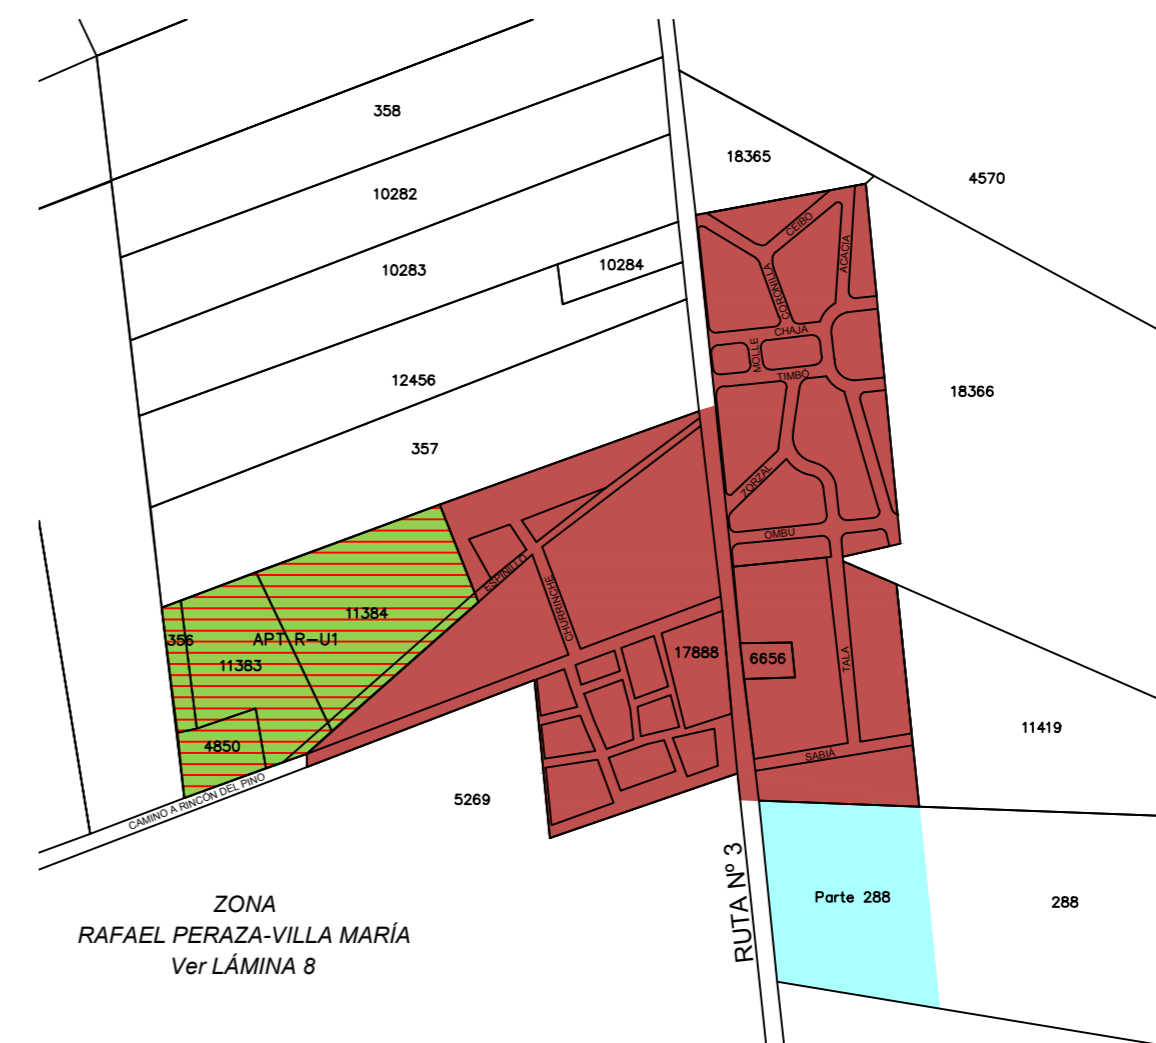 358
18365
4570
10282
CEIBO
ACACIA
10283
10284
CORONILLA
CHAJÁ
MOLLE
TIMBÓ
12456
18366
357
ZORZAL
OMBÚ
ESPINILLO
CHURRINCHE
11384
356
APT R-U1
11383
17888
6656
TALA
4850
11419
SABIÁ
5269
CAMINO A RINCÓN DEL PINO
RUTA Nº 3
Parte 288
288
ZONA
RAFAEL PERAZA-VILLA MARÍA
Ver LÁMINA 8